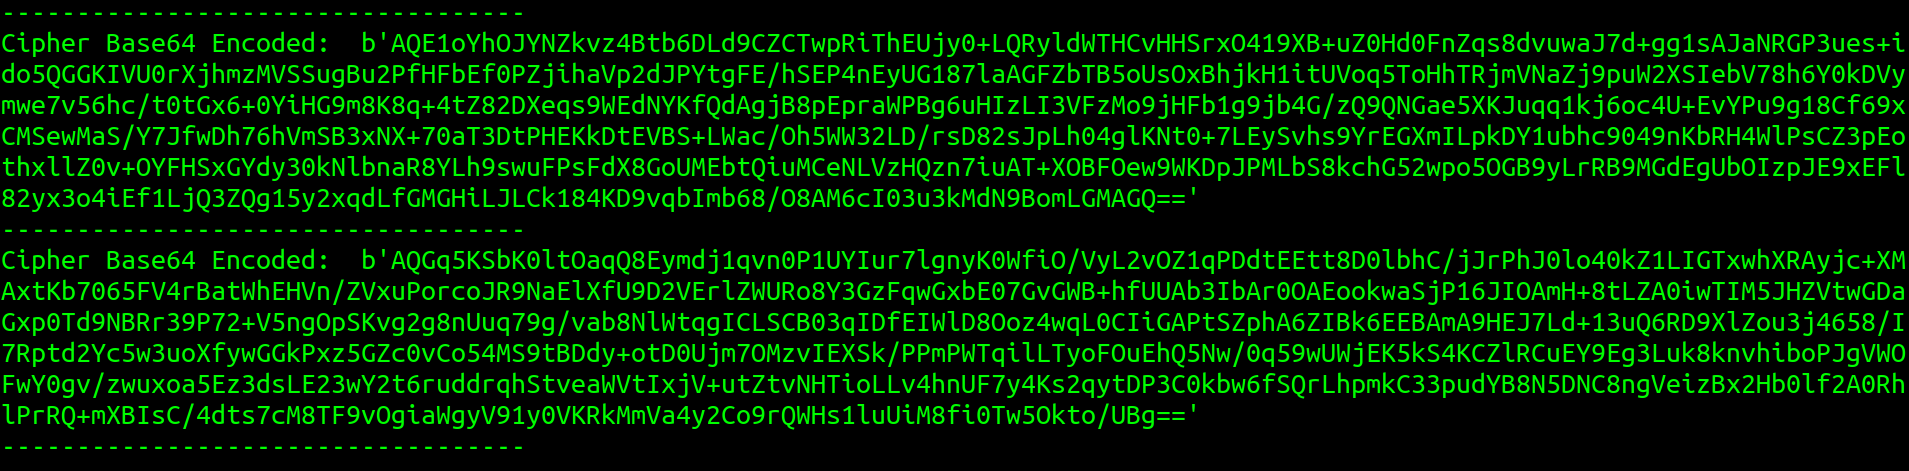 -----------------------------------
Cipher Base64 Encoded:  b'AQE1oYhOJYNZkvz4Btb6DLd9CZCTwpRiThEUjy0+LQRyldWTHCvHHSrxO419XB+uZ0Hd0FnZqs8dvuwaJ7d+gg1sAJaNRGP3ues+i
do5QGGKIVU0rXjhmzMVSSugBu2PfHFbEf0PZjihaVp2dJPYtgFE/hSEP4nEyUG187laAGFZbTB5oUsOxBhjkH1itUVoq5ToHhTRjmVNaZj9puW2XSIebV78h6Y0kDVy
mwe7v56hc/t0tGx6+0YiHG9m8K8q+4tZ82DXeqs9WEdNYKfQdAgjB8pEpraWPBg6uHIzLI3VFzMo9jHFb1g9jb4G/zQ9QNGae5XKJuqq1kj6oc4U+EvYPu9g18Cf69x
CMSewMaS/Y7JfwDh76hVmSB3xNX+70aT3DtPHEKkDtEVBS+LWac/Oh5WW32LD/rsD82sJpLh04glKNt0+7LEySvhs9YrEGXmILpkDY1ubhc9049nKbRH4WlPsCZ3pEo
thxllZ0v+OYFHSxGYdy30kNlbnaR8YLh9swuFPsFdX8GoUMEbtQiuMCeNLVzHQzn7iuAT+XOBFOew9WKDpJPMLbS8kchG52wpo5OGB9yLrRB9MGdEgUbOIzpJE9xEFl
82yx3o4iEf1LjQ3ZQg15y2xqdLfGMGHiLJLCk184KD9vqbImb68/O8AM6cI03u3kMdN9BomLGMAGQ=='
-----------------------------------
Cipher Base64 Encoded:  b'AQGq5KSbK0ltOaqQ8Eymdj1qvn0P1UYIur7lgnyK0WfiO/VyL2vOZ1qPDdtEEtt8D0lbhC/jJrPhJ0lo40kZ1LIGTxwhXRAyjc+XM
AxtKb7065FV4rBatWhEHVn/ZVxuPorcoJR9NaElXfU9D2VErlZWURo8Y3GzFqwGxbE07GvGWB+hfUUAb3IbAr0OAEookwaSjP16JIOAmH+8tLZA0iwTIM5JHZVtwGDa
Gxp0Td9NBRr39P72+V5ngOpSKvg2g8nUuq79g/vab8NlWtqgICLSCB03qIDfEIWlD8Ooz4wqL0CIiGAPtSZphA6ZIBk6EEBAmA9HEJ7Ld+13uQ6RD9XlZou3j4658/I
7Rptd2Yc5w3uoXfywGGkPxz5GZc0vCo54MS9tBDdy+otD0Ujm7OMzvIEXSk/PPmPWTqilLTyoFOuEhQ5Nw/0q59wUWjEK5kS4KCZlRCuEY9Eg3Luk8knvhiboPJgVWO
FwY0gv/zwuxoa5Ez3dsLE23wY2t6ruddrqhStveaWVtIxjV+utZtvNHTioLLv4hnUF7y4Ks2qytDP3C0kbw6fSQrLhpmkC33pudYB8N5DNC8ngVeizBx2Hb0lf2A0Rh
lPrRQ+mXBIsC/4dts7cM8TF9vOgiaWgyV91y0VKRkMmVa4y2Co9rQWHs1luUiM8fi0Tw5Okto/UBg=='
-----------------------------------